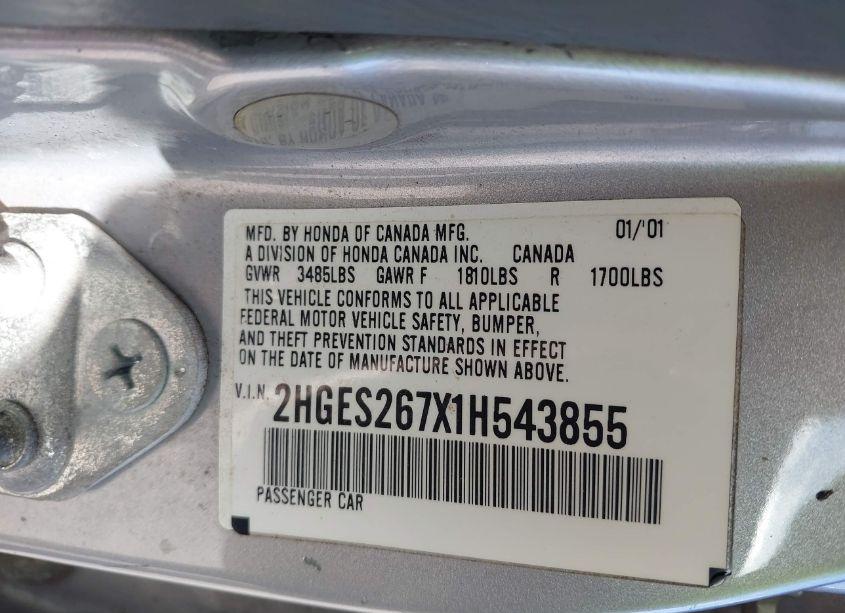 MFD. BY HONDA OF CANADA MFG. 01/'01
A DIVISION OF HONDA CANADA INC. CANADA
GVWR 3485LBS GAWR F 1810LBS R 1700LBS
THIS VEHICLE CONFORMS TO ALL APPLICABLE
FEDERAL MOTOR VEHICLE SAFETY, BUMPER,
AND THEFT PREVENTION STANDARDS IN EFFECT
ON THE DATE OF MANUFACTURE SHOWN ABOVE.
V.I.N. 2HGES267X1H543855
PASSENGER CAR